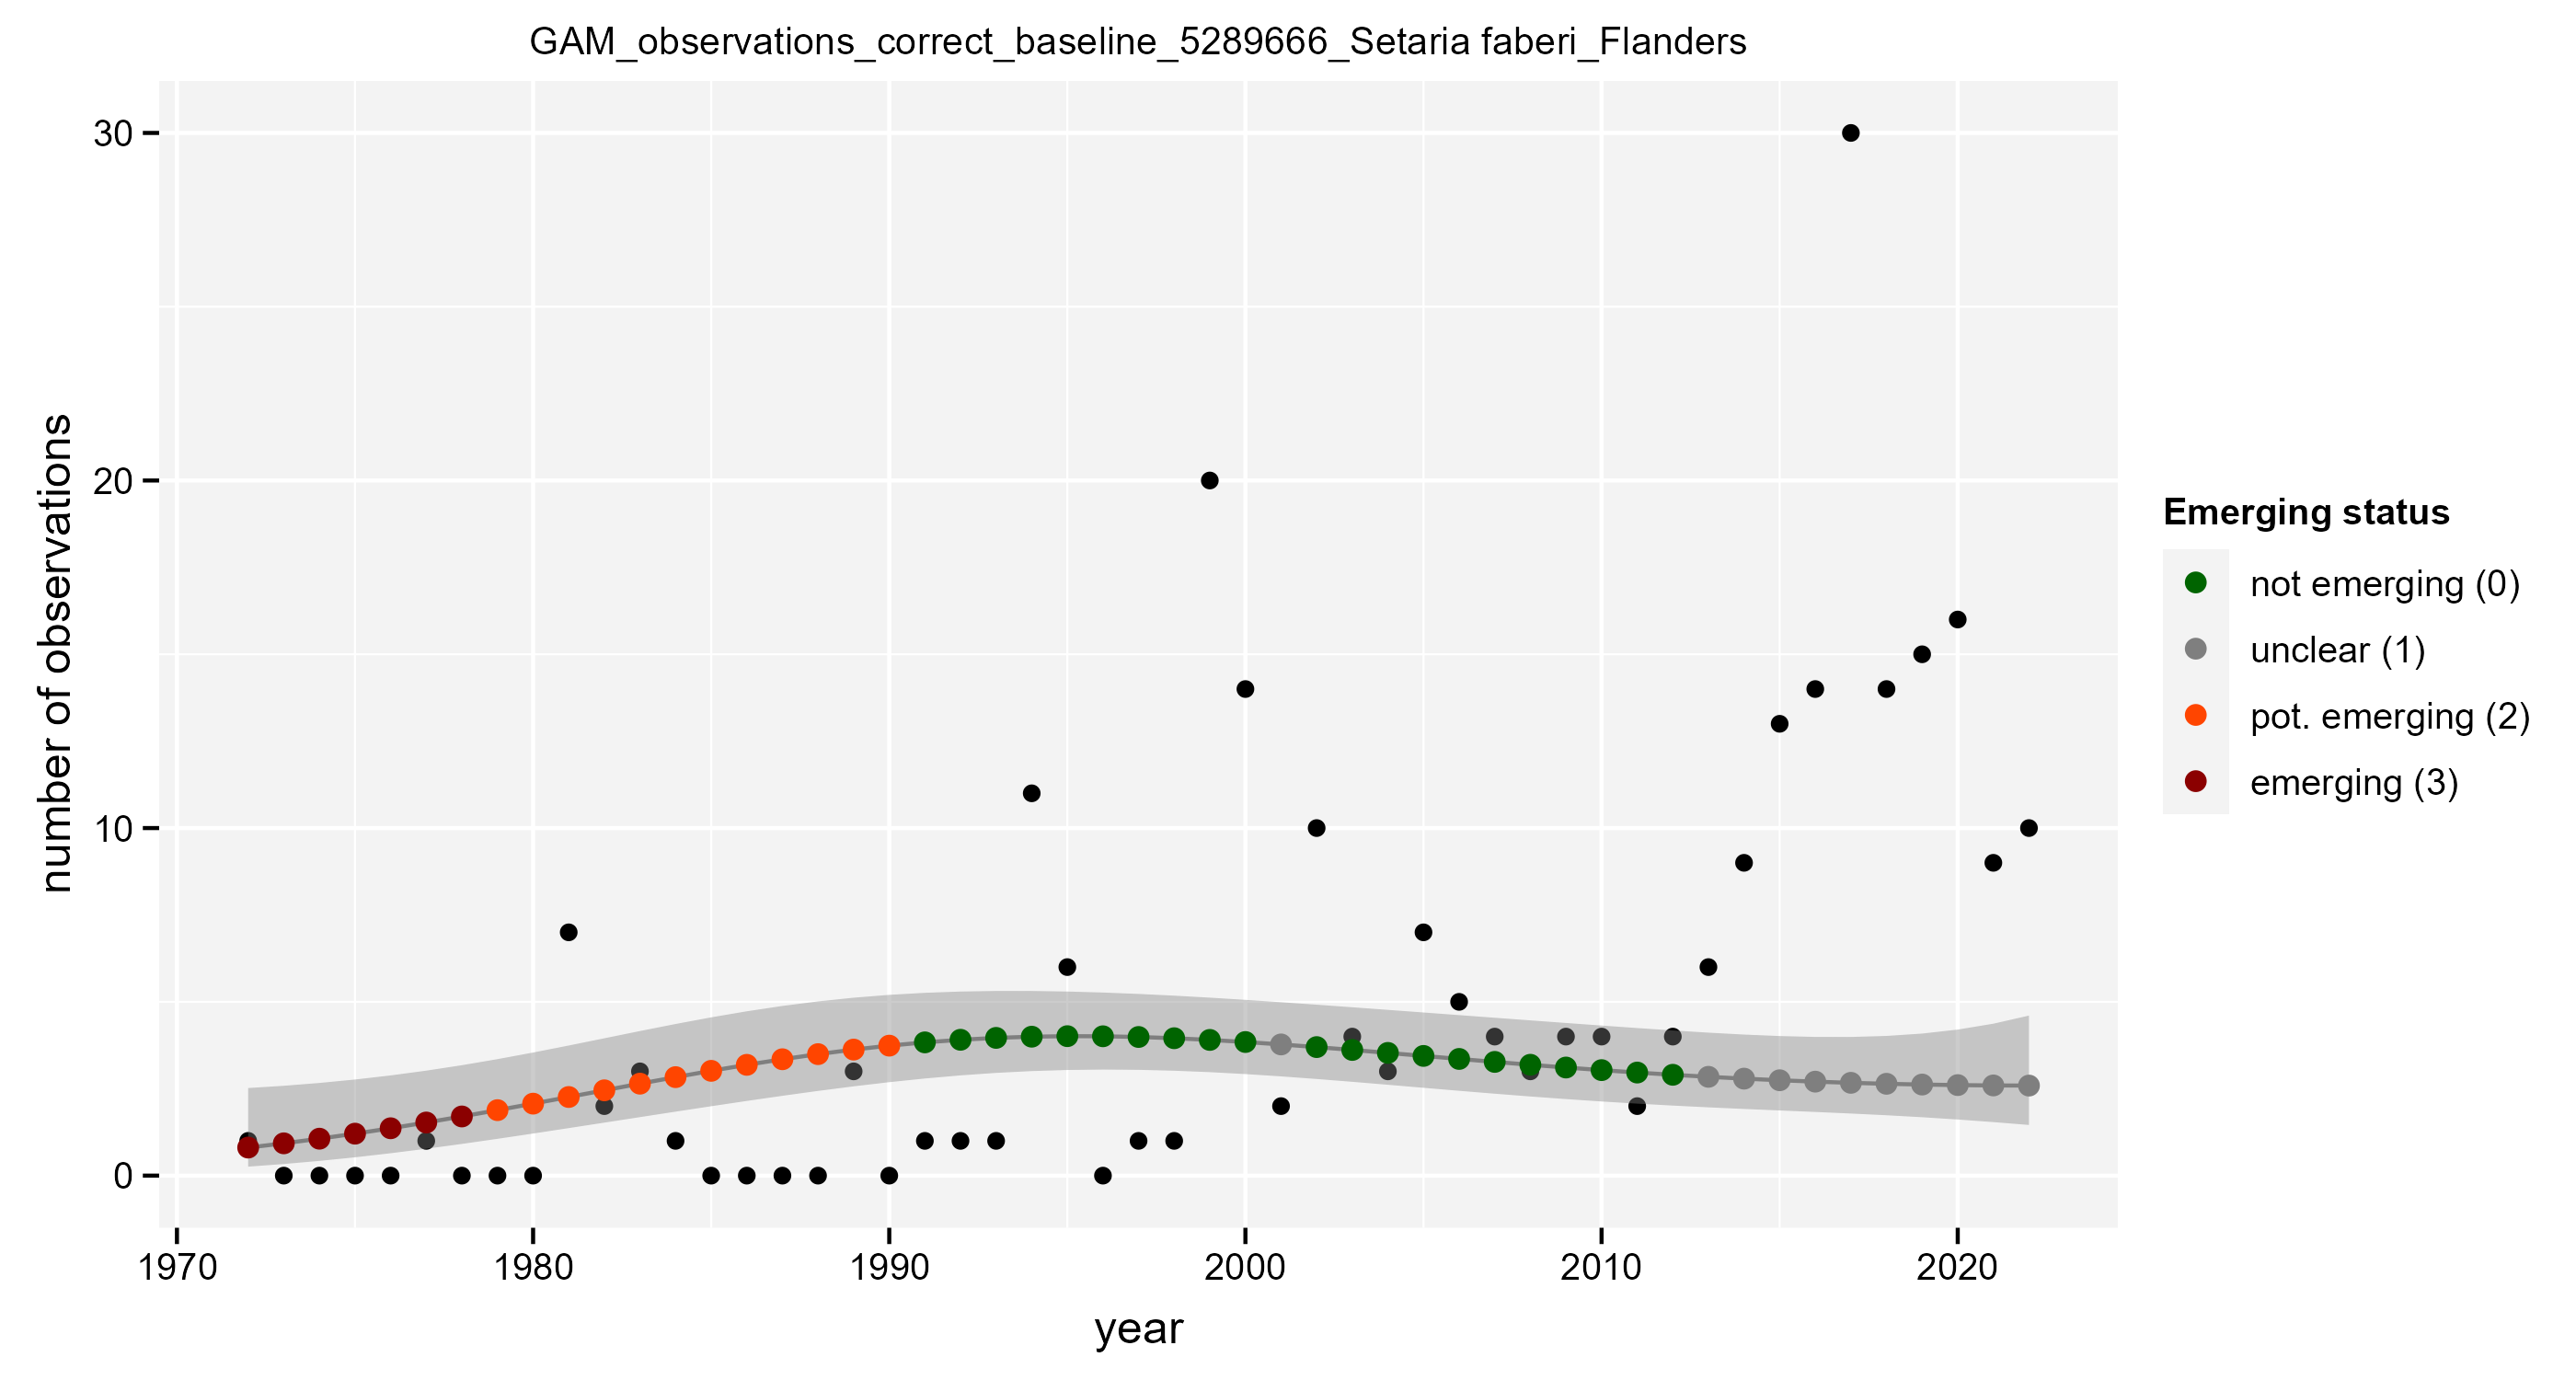 GAM_observations_correct_baseline_5289666_Setaria faberi_Flanders
number of observations
30
20
10
0
1970 1980 1990 2000 2010 2020
year
Emerging status
not emerging (0)
unclear (1)
pot. emerging (2)
emerging (3)